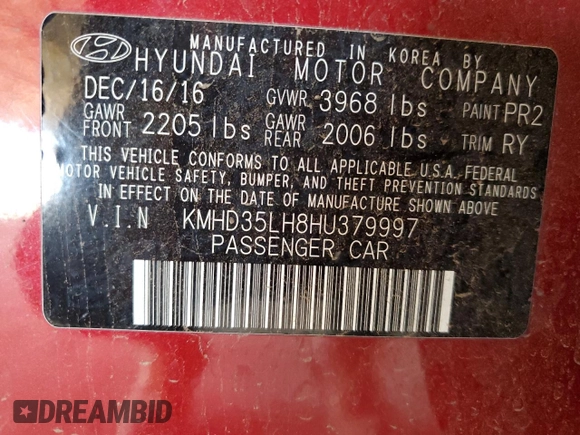 MANUFACTURED IN KOREA BY
HYUNDAI MOTOR COMPANY
DEC/16/16 GVWR 3968 lbs PAINT PR2
GAWR FRONT 2205 lbs GAWR REAR 2006 lbs TRIM RY
THIS VEHICLE CONFORMS TO ALL APPLICABLE U.S.A. FEDERAL
MOTOR VEHICLE SAFETY, BUMPER, AND THEFT PREVENTION STANDARDS
IN EFFECT ON THE DATE OF MANUFACTURE SHOWN ABOVE
V.I.N KMHD35LH8HU379997
PASSENGER CAR
DREAMBID